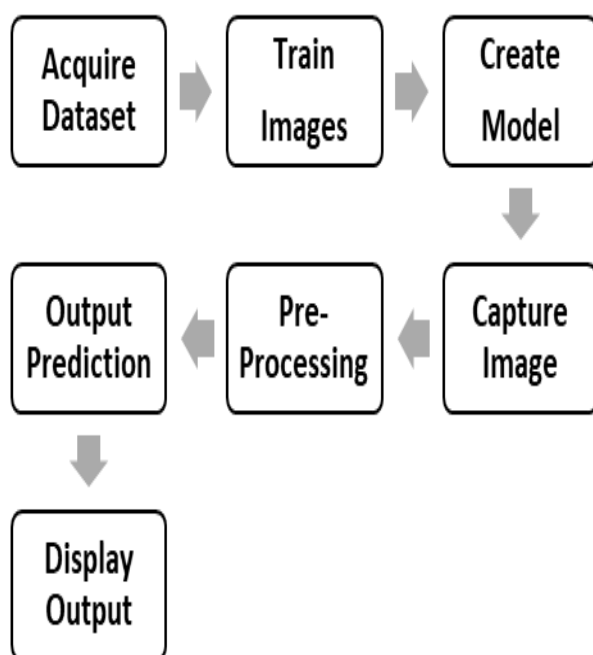 Acquire
Dataset
Train
Images
Create
Model
Capture
Image
Pre-
Processing
Output
Prediction
Display
Output